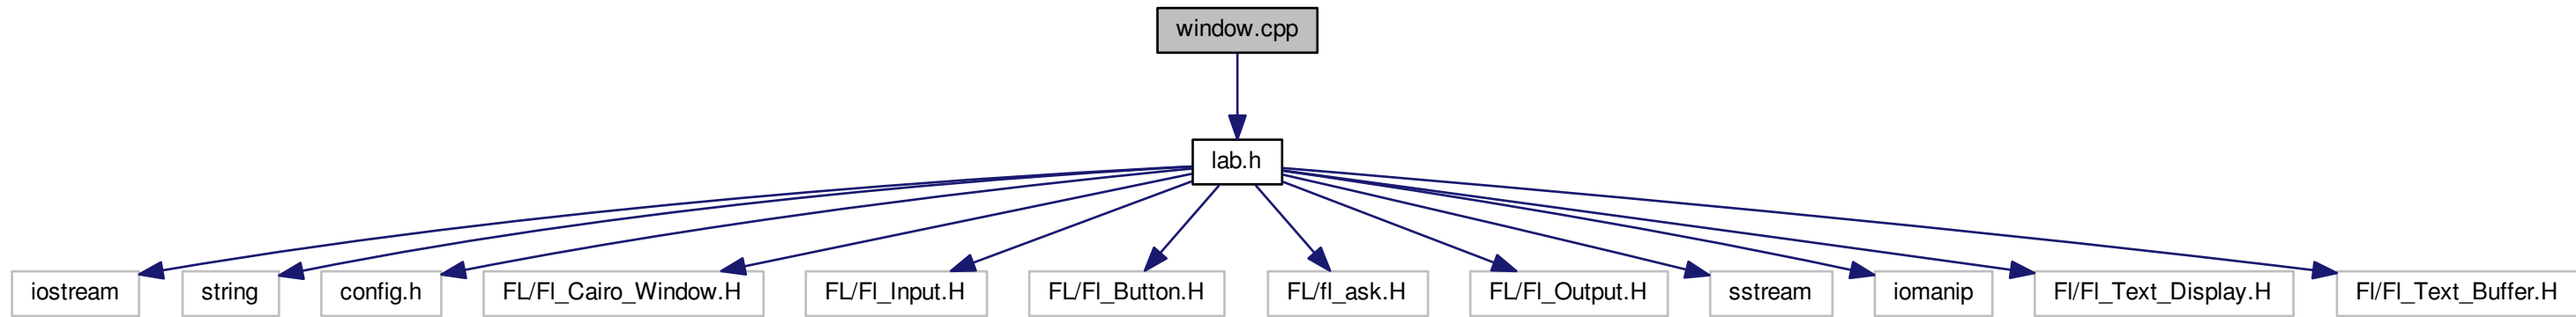 window.cpp
lab.h
iostream
string
config.h
FL/Fl_Cairo_Window.H
FL/Fl_Input.H
FL/Fl_Button.H
FL/fl_ask.H
FL/Fl_Output.H
sstream
iomanip
Fl/Fl_Text_Display.H
Fl/Fl_Text_Buffer.H